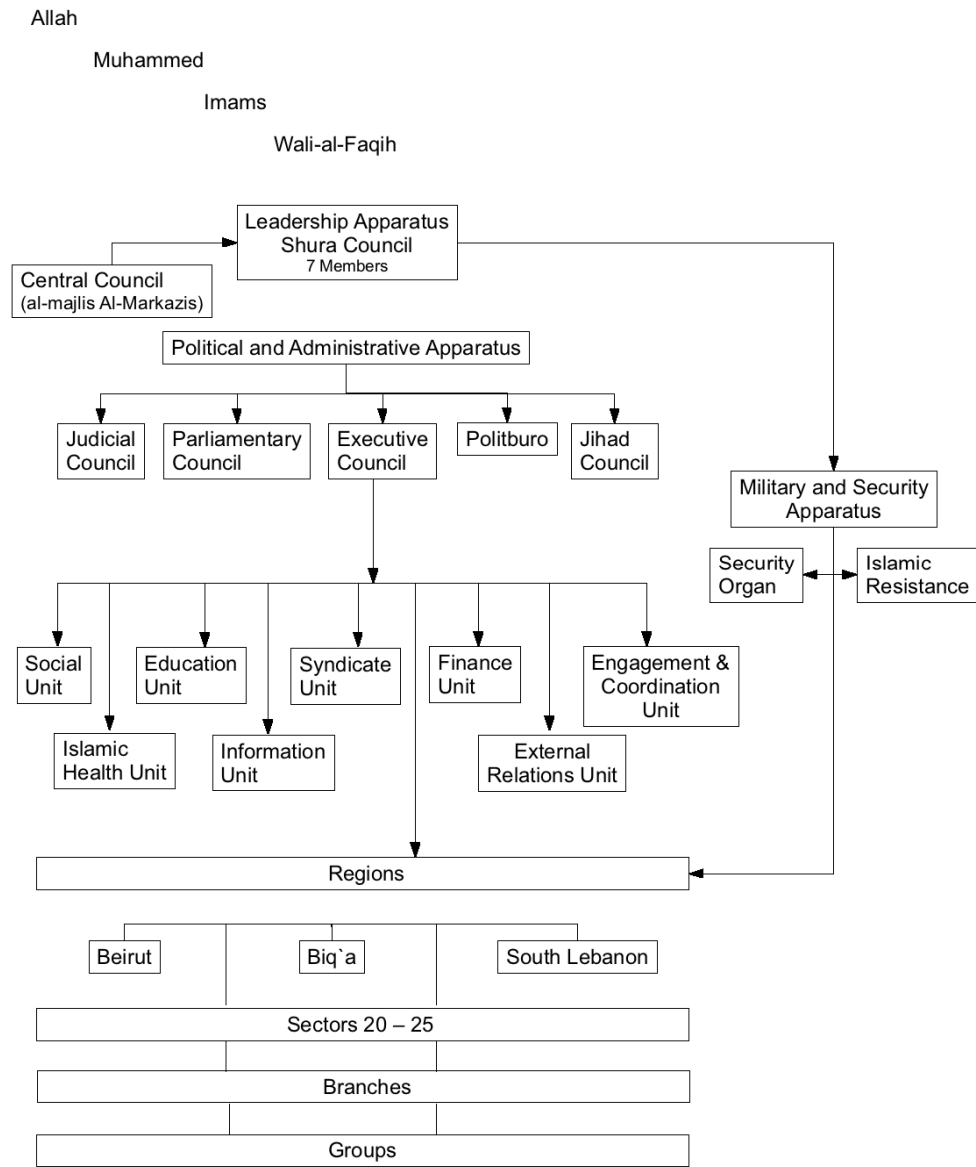 Allah
Muhammed
Imams
Wali-al-Faqih
Leadership Apparatus
Shura Council
7 Members
Central Council
(al-majlis Al-Markazis)
Political and Administrative Apparatus
Judicial
Council
Parliamentary
Council
Executive
Council
Politburo
Jihad
Council
Military and Security
Apparatus
Security
Organ
Islamic
Resistance
Social
Unit
Education
Unit
Syndicate
Unit
Finance
Unit
Engagement &
Coordination
Unit
Islamic
Health Unit
Information
Unit
External
Relations Unit
Regions
Beirut
Biq`a
South Lebanon
Sectors 20 – 25
Branches
Groups